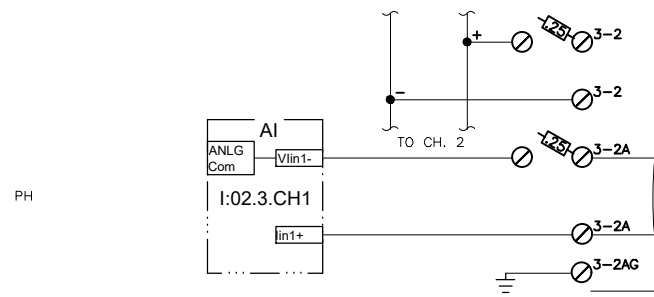 +
.25
3-2
-
3-2
TO CH. 2
AI
ANLG
Com
VIin1-
.25
3-2A
PH
I:02.3.CH1
Iin1+
3-2A
3-2AG